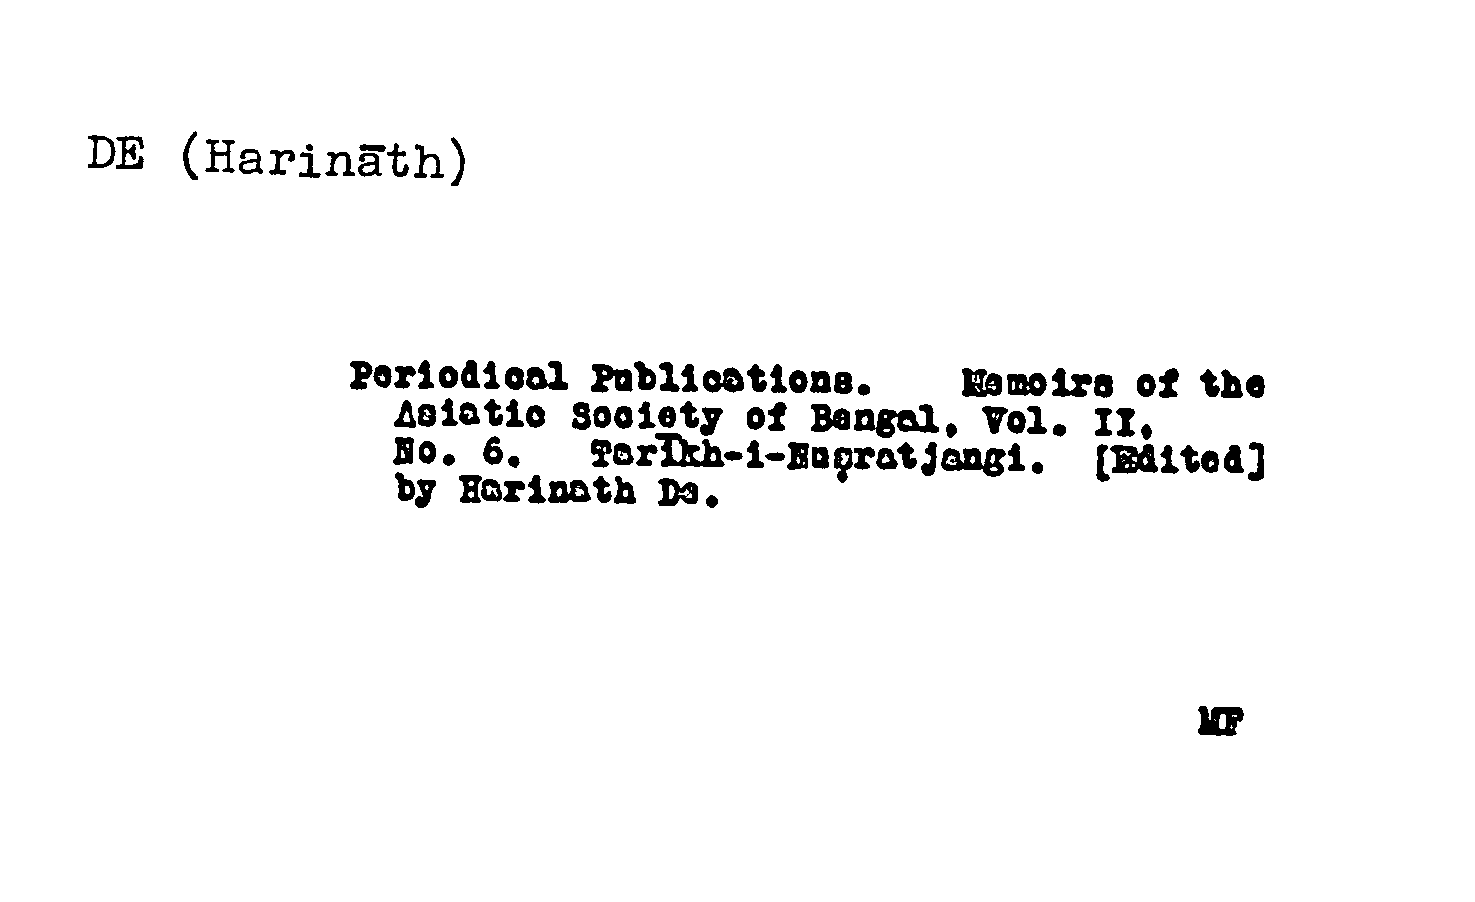 DE (Harināth)
Periodical Publications. Memoirs of the
Asiatic Society of Bengal, Vol. II,
No. 6. Tarīkh-i-Nuṣratjangi. [Edited]
by Harinath De.
MF